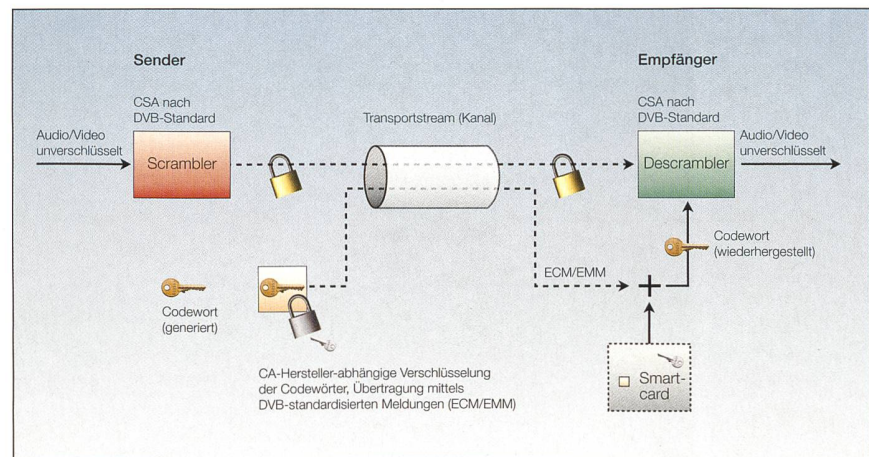 Sender
Empfänger
CSA nach
DVB-Standard
Transportstream (Kanal)
CSA nach
DVB-Standard
Audio/Video
unverschlüsselt
Scrambler
Descrambler
Audio/Video
unverschlüsselt
Codewort
(wiederhergestellt)
ECM/EMM
Codewort
(generiert)
CA-Hersteller-abhängige Verschlüsselung
der Codewörter, Übertragung mittels
DVB-standardisierten Meldungen (ECM/EMM)
Smart-
card